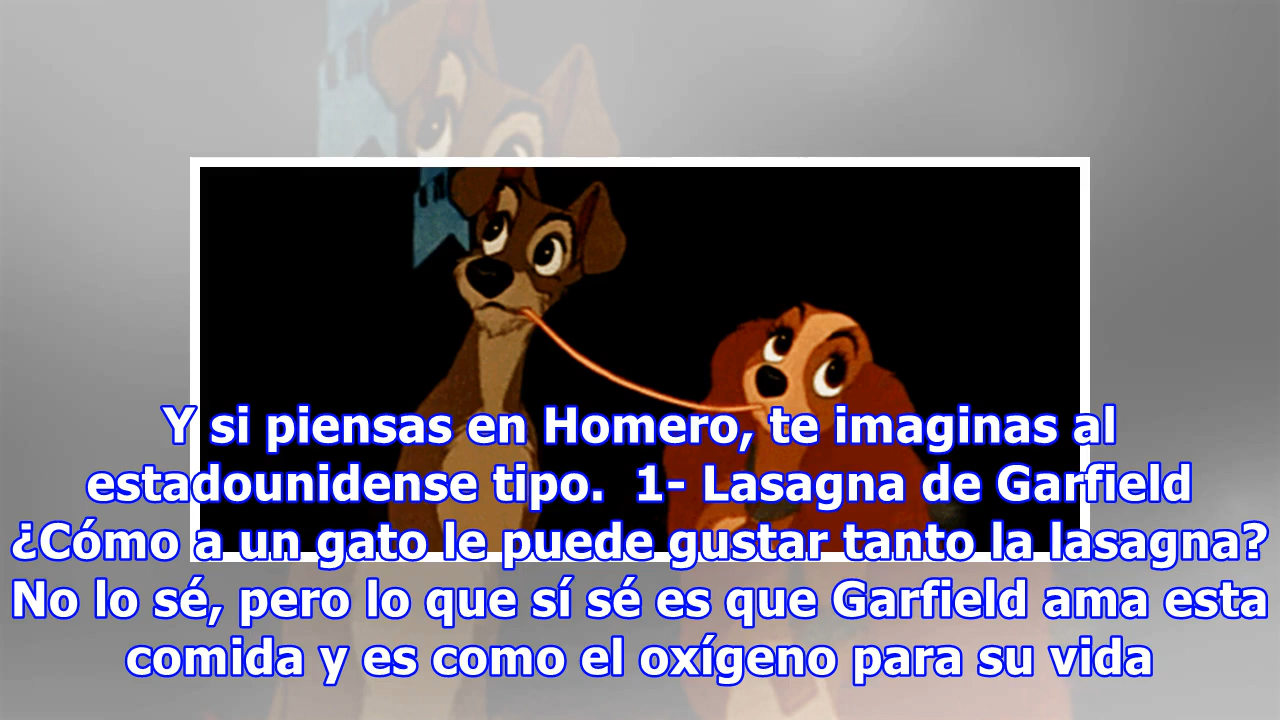 Y si piensas en Homero, te imaginas al
estadounidense tipo.  1- Lasagna de Garfield
¿Cómo a un gato le puede gustar tanto la lasagna?
No lo sé, pero lo que sí sé es que Garfield ama esta
comida y es como el oxígeno para su vida